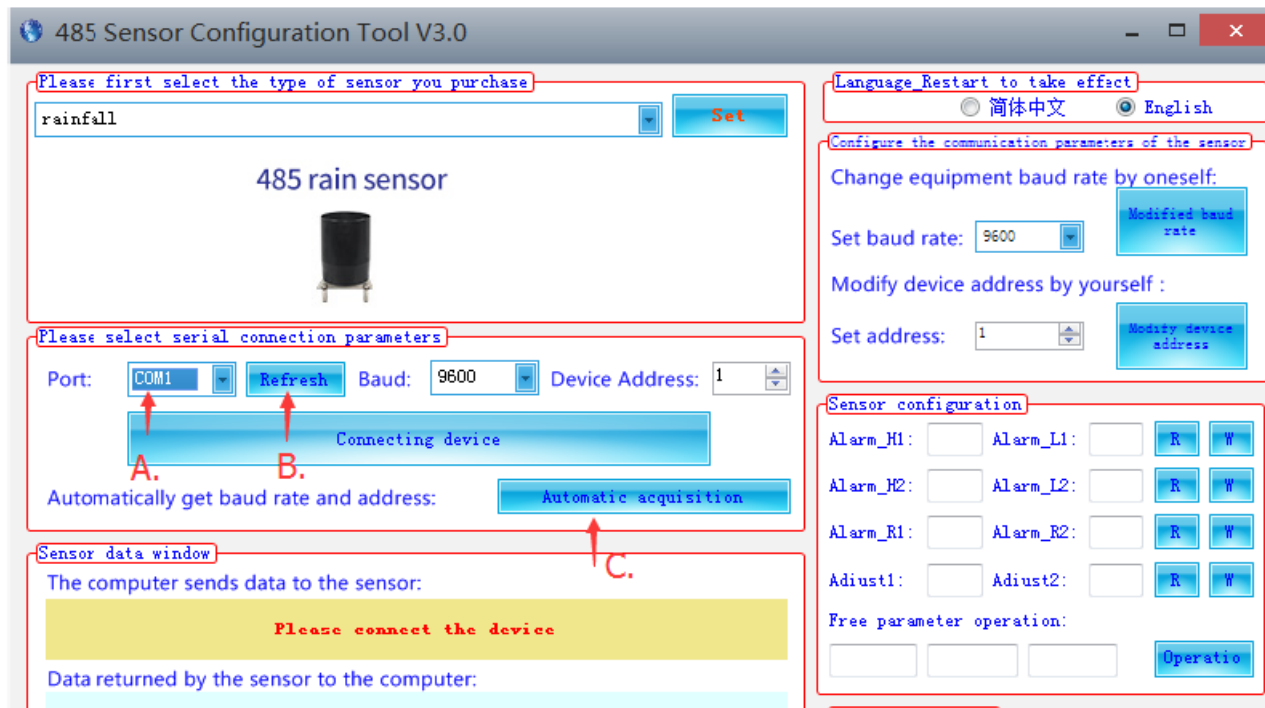 485 Sensor Configuration Tool V3.0
Please first select the type of sensor you purchase
rainfall
Set
485 rain sensor
Please select serial connection parameters
Port:
COM1
Refresh
Baud:
9600
Device Address:
1
Connecting device
A.
B.
Automatically get baud rate and address:
Automatic acquisition
C.
Sensor data window
The computer sends data to the sensor:
Please connect the device
Data returned by the sensor to the computer:
Language_Restart to take effect
简体中文
English
Configure the communication parameters of the sensor
Change equipment baud rate by oneself:
Set baud rate:
9600
Modified baud
rate
Modify device address by yourself :
Set address:
1
Modify device
address
Sensor configuration
Alarm_H1:
Alarm_L1:
R
W
Alarm_H2:
Alarm_L2:
R
W
Alarm_R1:
Alarm_R2:
R
W
Adiust1:
Adiust2:
R
W
Free parameter operation:
Operatio